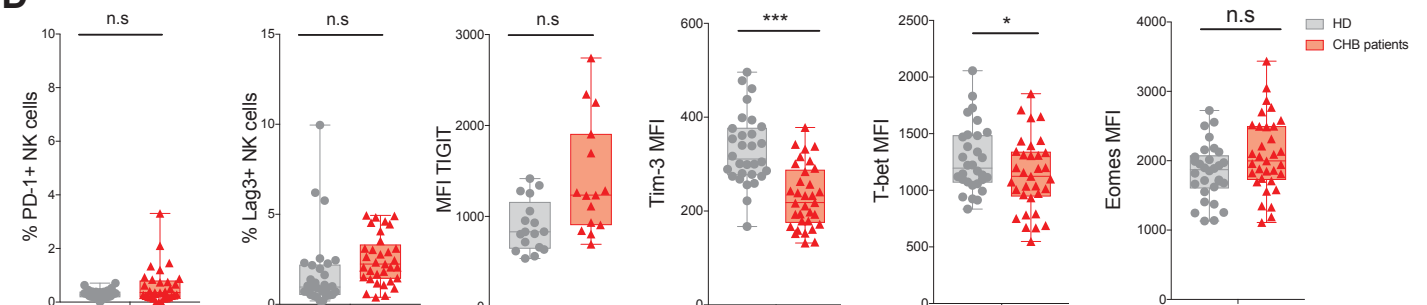 D
n.s
% PD-1+ NK cells
10
8
6
4
2
0
n.s
% Lag3+ NK cells
15
10
5
0
n.s
MFI TIGIT
3000
2000
1000
0
***
Tim-3 MFI
600
400
200
0
*
T-bet MFI
2500
2000
1500
1000
500
0
n.s
Eomes MFI
4000
3000
2000
1000
0
HD
CHB patients